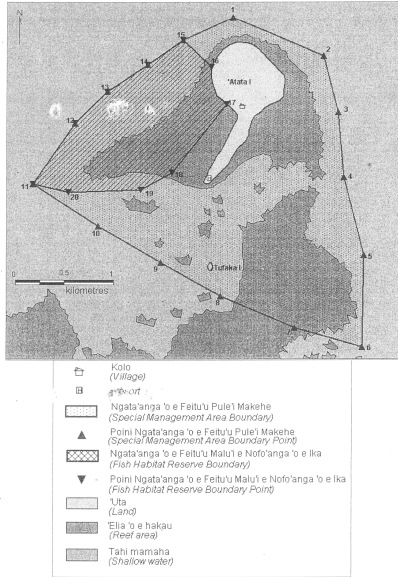 N
1
15
2
14
16
'Atata I
13
17
3
12
4
18
11
20
19
10
5
9
Tufaka I
0 0.5 1
kilometres
8
6
Kolo
(Village)
Ngata'anga 'o e Feitu'u Pule'i Makehe
(Special Management Area Boundary)
Poini Ngata'anga 'o e Feitu'u Pule'i Makehe
(Special Management Area Boundary Point)
Ngata'anga 'o e Feitu'u Malu'i e Nofo'anga 'o e Ika
(Fish Habitat Reserve Boundary)
Poini Ngata'anga 'o e Feitu'u Malu'i e Nofo'anga 'o e Ika
(Fish Habitat Reserve Boundary Point)
'Uta
(Land)
'Elia 'o e hakau
(Reef area)
Tahi mamaha
(Shallow water)